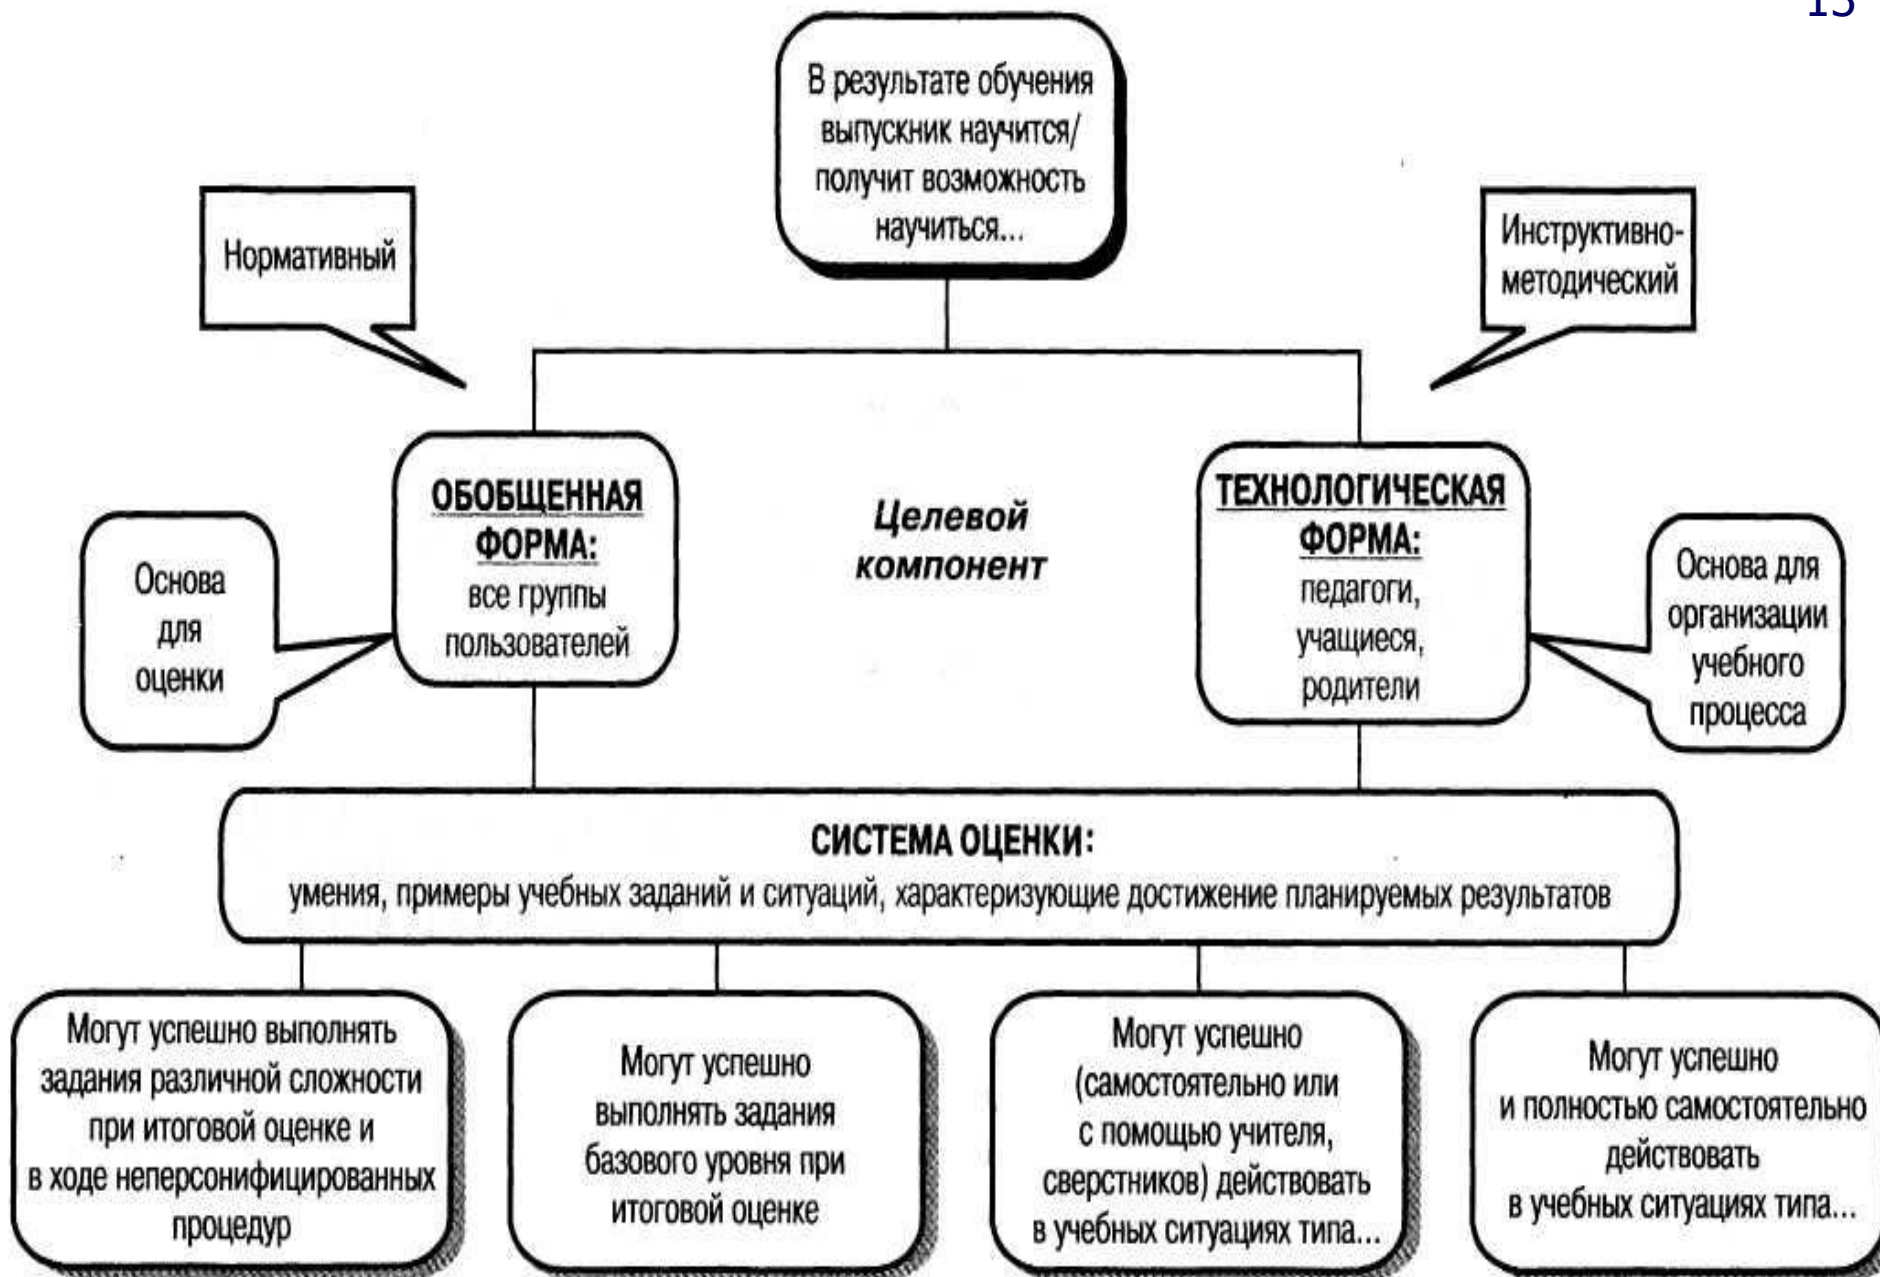 15
В результате обучения
выпускник научится/
получит возможность
научиться...
Нормативный
Инструктивно-
методический
ОБОБЩЕННАЯ
ФОРМА:
все группы
пользователей
Целевой
компонент
ТЕХНОЛОГИЧЕСКАЯ
ФОРМА:
педагоги,
учащиеся,
родители
Основа
для
оценки
Основа для
организации
учебного
процесса
СИСТЕМА ОЦЕНКИ:
умения, примеры учебных заданий и ситуаций, характеризующие достижение планируемых результатов
Могут успешно выполнять
задания различной сложности
при итоговой оценке и
в ходе неперсонифицированных
процедур
Могут успешно
выполнять задания
базового уровня при
итоговой оценке
Могут успешно
(самостоятельно или
с помощью учителя,
сверстников) действовать
в учебных ситуациях типа...
Могут успешно
и полностью самостоятельно
действовать
в учебных ситуациях типа...